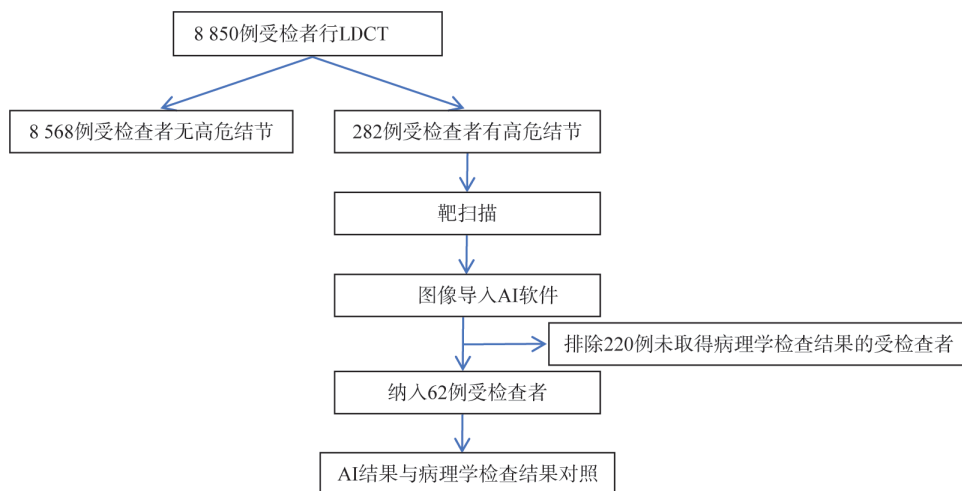 8 850例受检者行LDCT
8 568例受检查者无高危结节
282例受检查者有高危结节
靶扫描
图像导入AI软件
排除220例未取得病理学检查结果的受检查者
纳入62例受检查者
AI结果与病理学检查结果对照